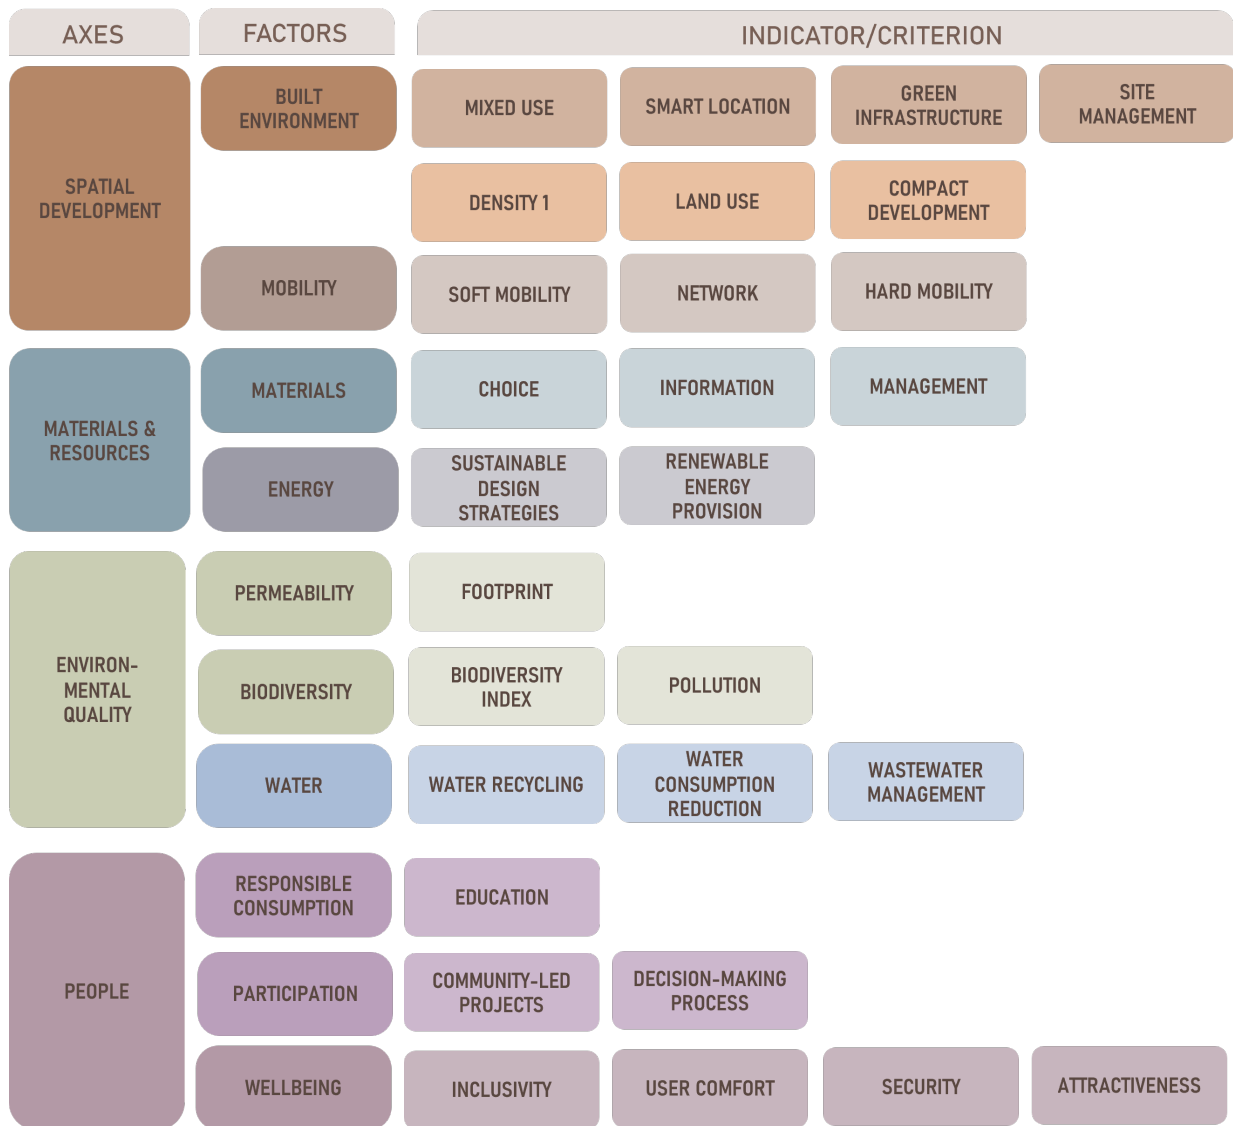 AXES
FACTORS
INDICATOR/CRITERION
SPATIAL
DEVELOPMENT
BUILT
ENVIRONMENT
MIXED USE
SMART LOCATION
GREEN
INFRASTRUCTURE
SITE
MANAGEMENT
DENSITY 1
LAND USE
COMPACT
DEVELOPMENT
MOBILITY
SOFT MOBILITY
NETWORK
HARD MOBILITY
MATERIALS &
RESOURCES
MATERIALS
CHOICE
INFORMATION
MANAGEMENT
ENERGY
SUSTAINABLE
DESIGN
STRATEGIES
RENEWABLE
ENERGY
PROVISION
ENVIRON-
MENTAL
QUALITY
PERMEABILITY
FOOTPRINT
BIODIVERSITY
BIODIVERSITY
INDEX
POLLUTION
WATER
WATER RECYCLING
WATER
CONSUMPTION
REDUCTION
WASTEWATER
MANAGEMENT
PEOPLE
RESPONSIBLE
CONSUMPTION
EDUCATION
PARTICIPATION
COMMUNITY-LED
PROJECTS
DECISION-MAKING
PROCESS
WELLBEING
INCLUSIVITY
USER COMFORT
SECURITY
ATTRACTIVENESS